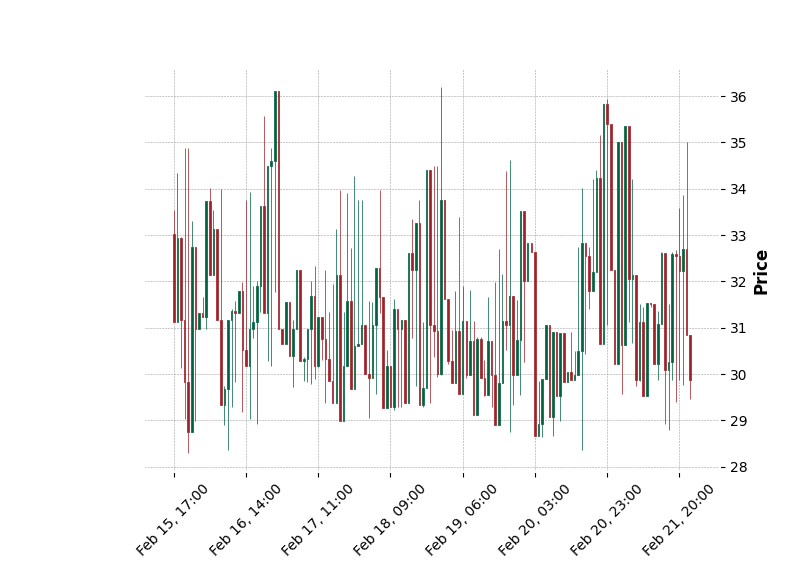 36
35
34
33
32
31
30
29
28
Price
Feb 15, 17:00
Feb 16, 14:00
Feb 17, 11:00
Feb 18, 09:00
Feb 19, 06:00
Feb 20, 03:00
Feb 20, 23:00
Feb 21, 20:00